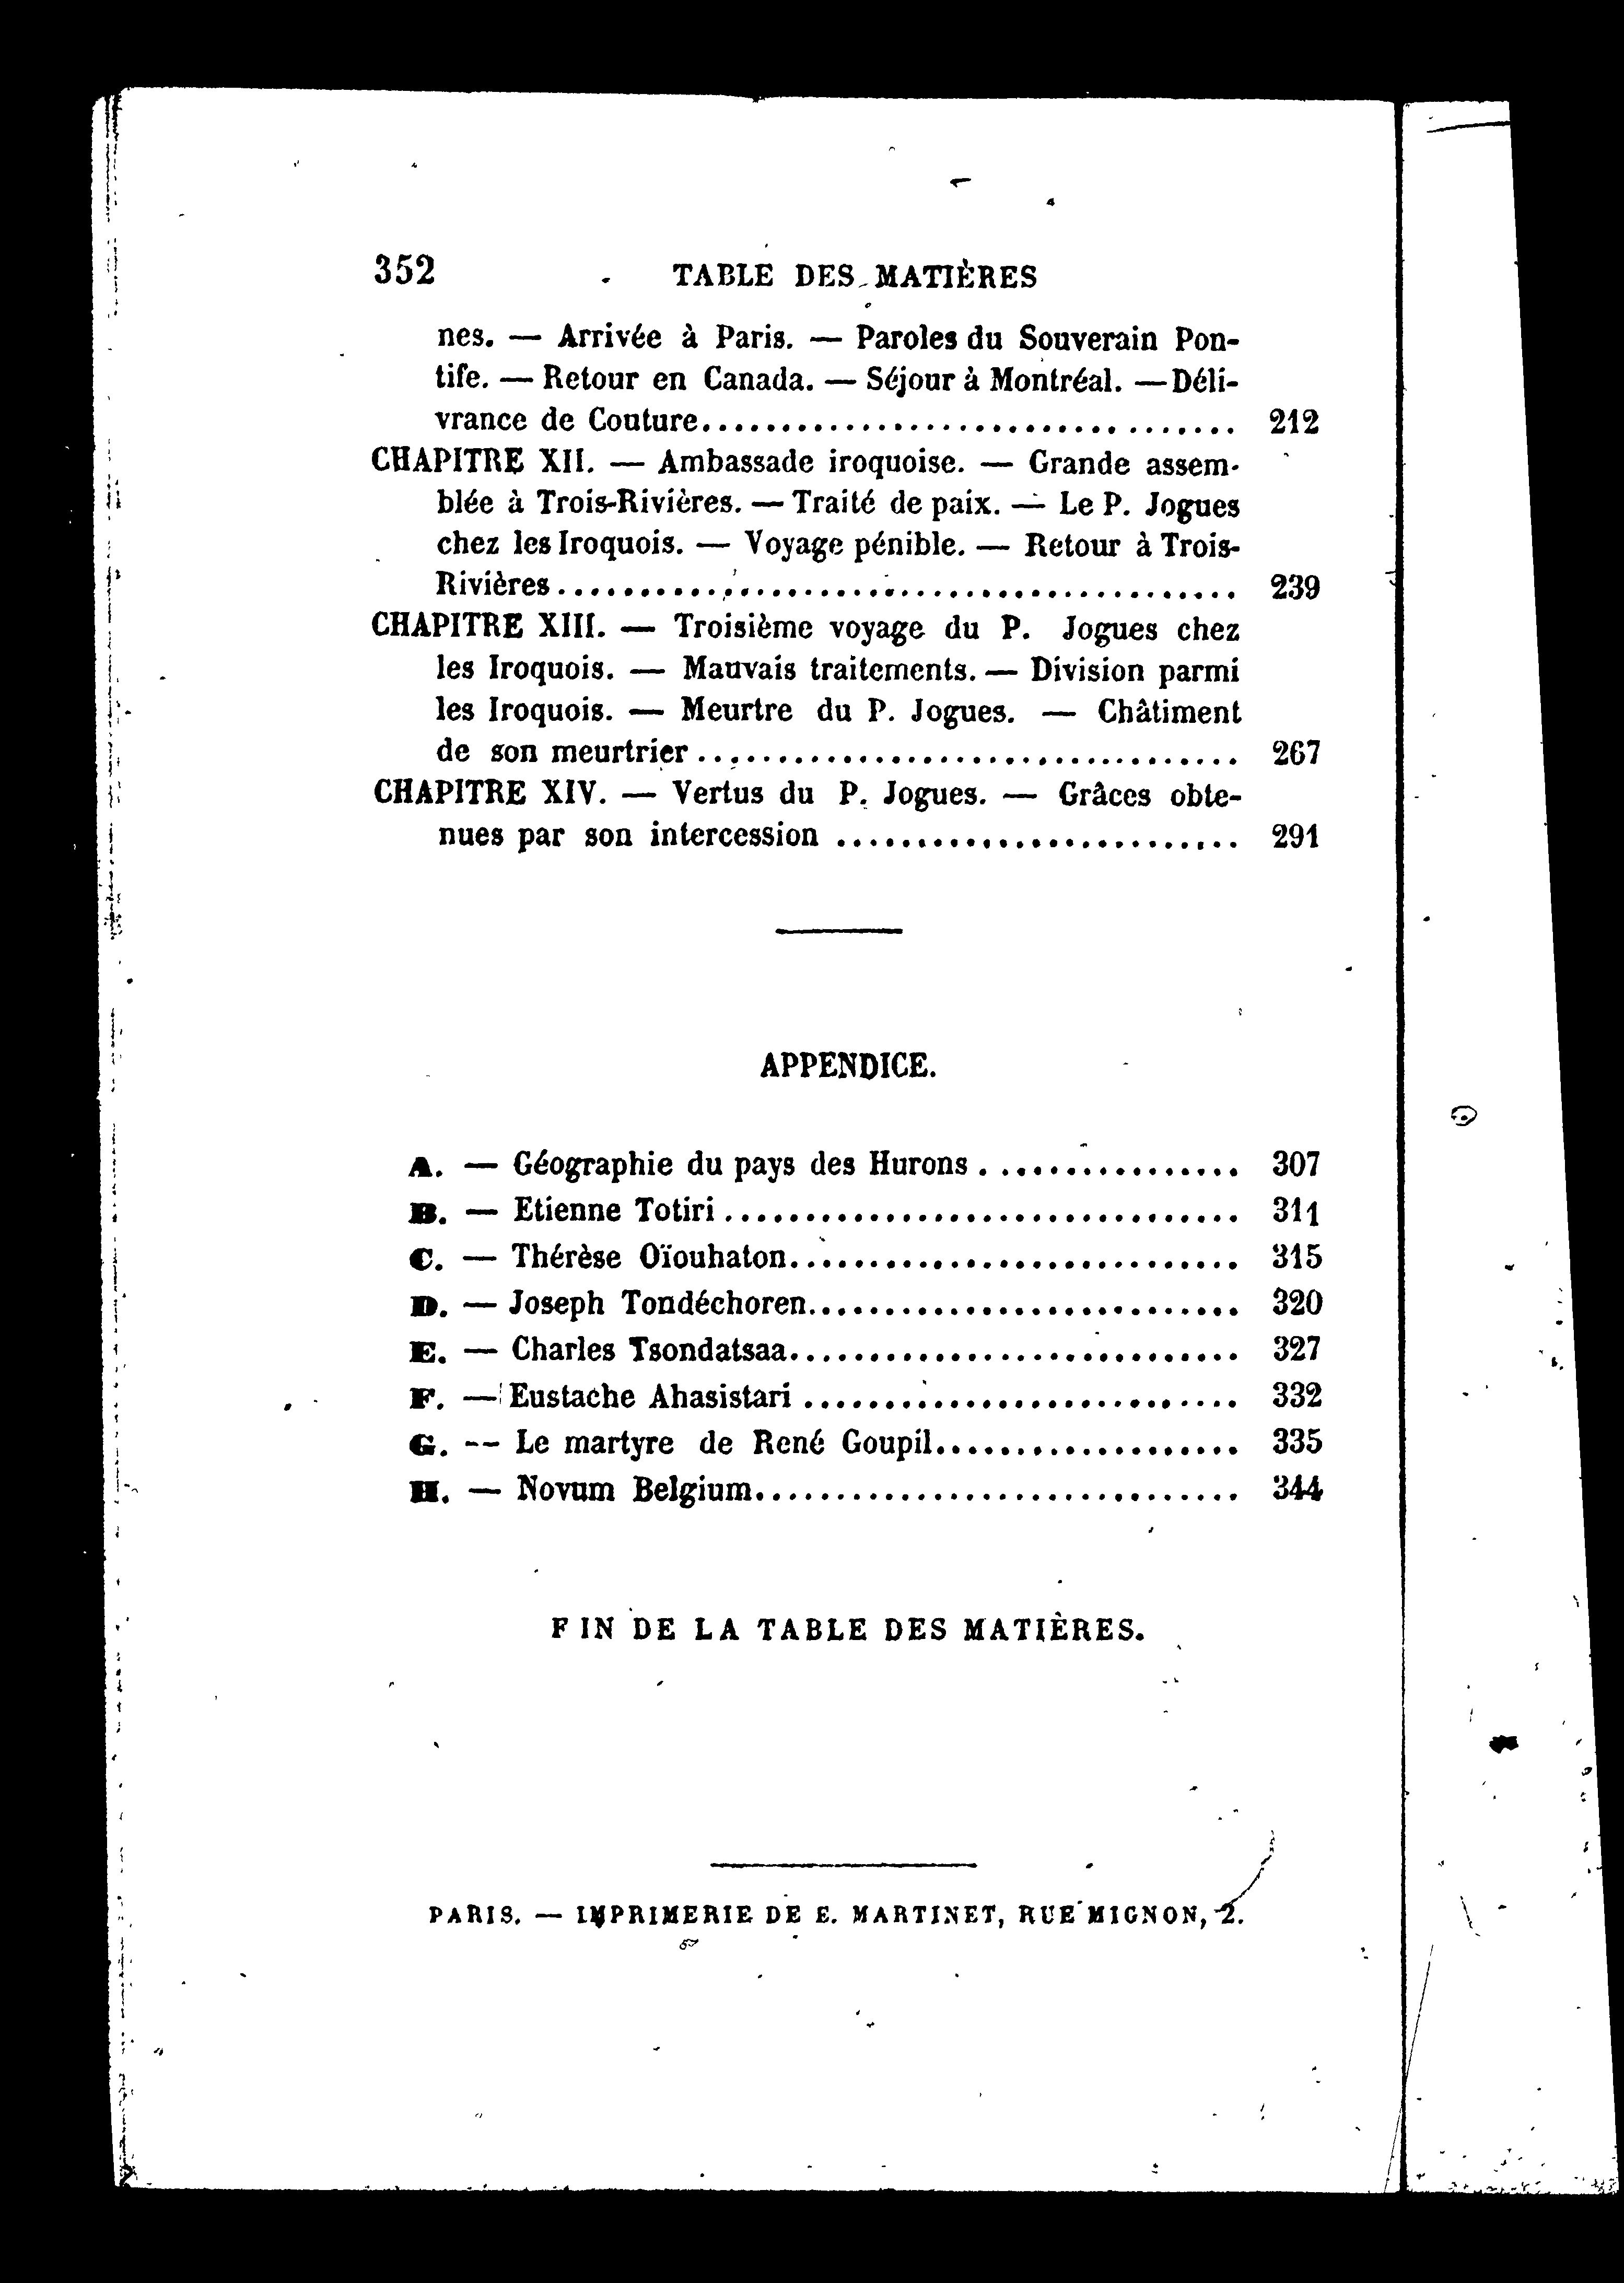 352 TABLE DES MATIÈRES
nes. — Arrivée à Paris. — Paroles du Souverain Pon-
tife. — Retour en Canada. — Séjour à Montréal. — Déli-
vrance de Couture.................................. 212
CHAPITRE XII. — Ambassade iroquoise. — Grande assem-
blée à Trois-Rivières. — Traité de paix. — Le P. Jogues
chez les Iroquois. — Voyage pénible. — Retour à Trois-
Rivières.......................................... 239
CHAPITRE XIII. — Troisième voyage du P. Jogues chez
les Iroquois. — Mauvais traitements. — Division parmi
les Iroquois. — Meurtre du P. Jogues. — Châtiment
de son meurtrier.................................. 267
CHAPITRE XIV. — Vertus du P. Jogues. — Grâces obte-
nues par son intercession ......................... 291
APPENDICE.
A. — Géographie du pays des Hurons................. 307
B. — Etienne Totiri................................ 311
C. — Thérèse Oïouhaton............................ 315
D. — Joseph Tondéchoren........................... 320
E. — Charles Tsondatsaa............................ 327
F. — Eustache Ahasistari........................... 332
G. — Le martyre de René Goupil................... 335
H. — Novum Belgium.............................. 344
FIN DE LA TABLE DES MATIÈRES.
PARIS. — IMPRIMERIE DE E. MARTINET, RUE MIGNON, 2.